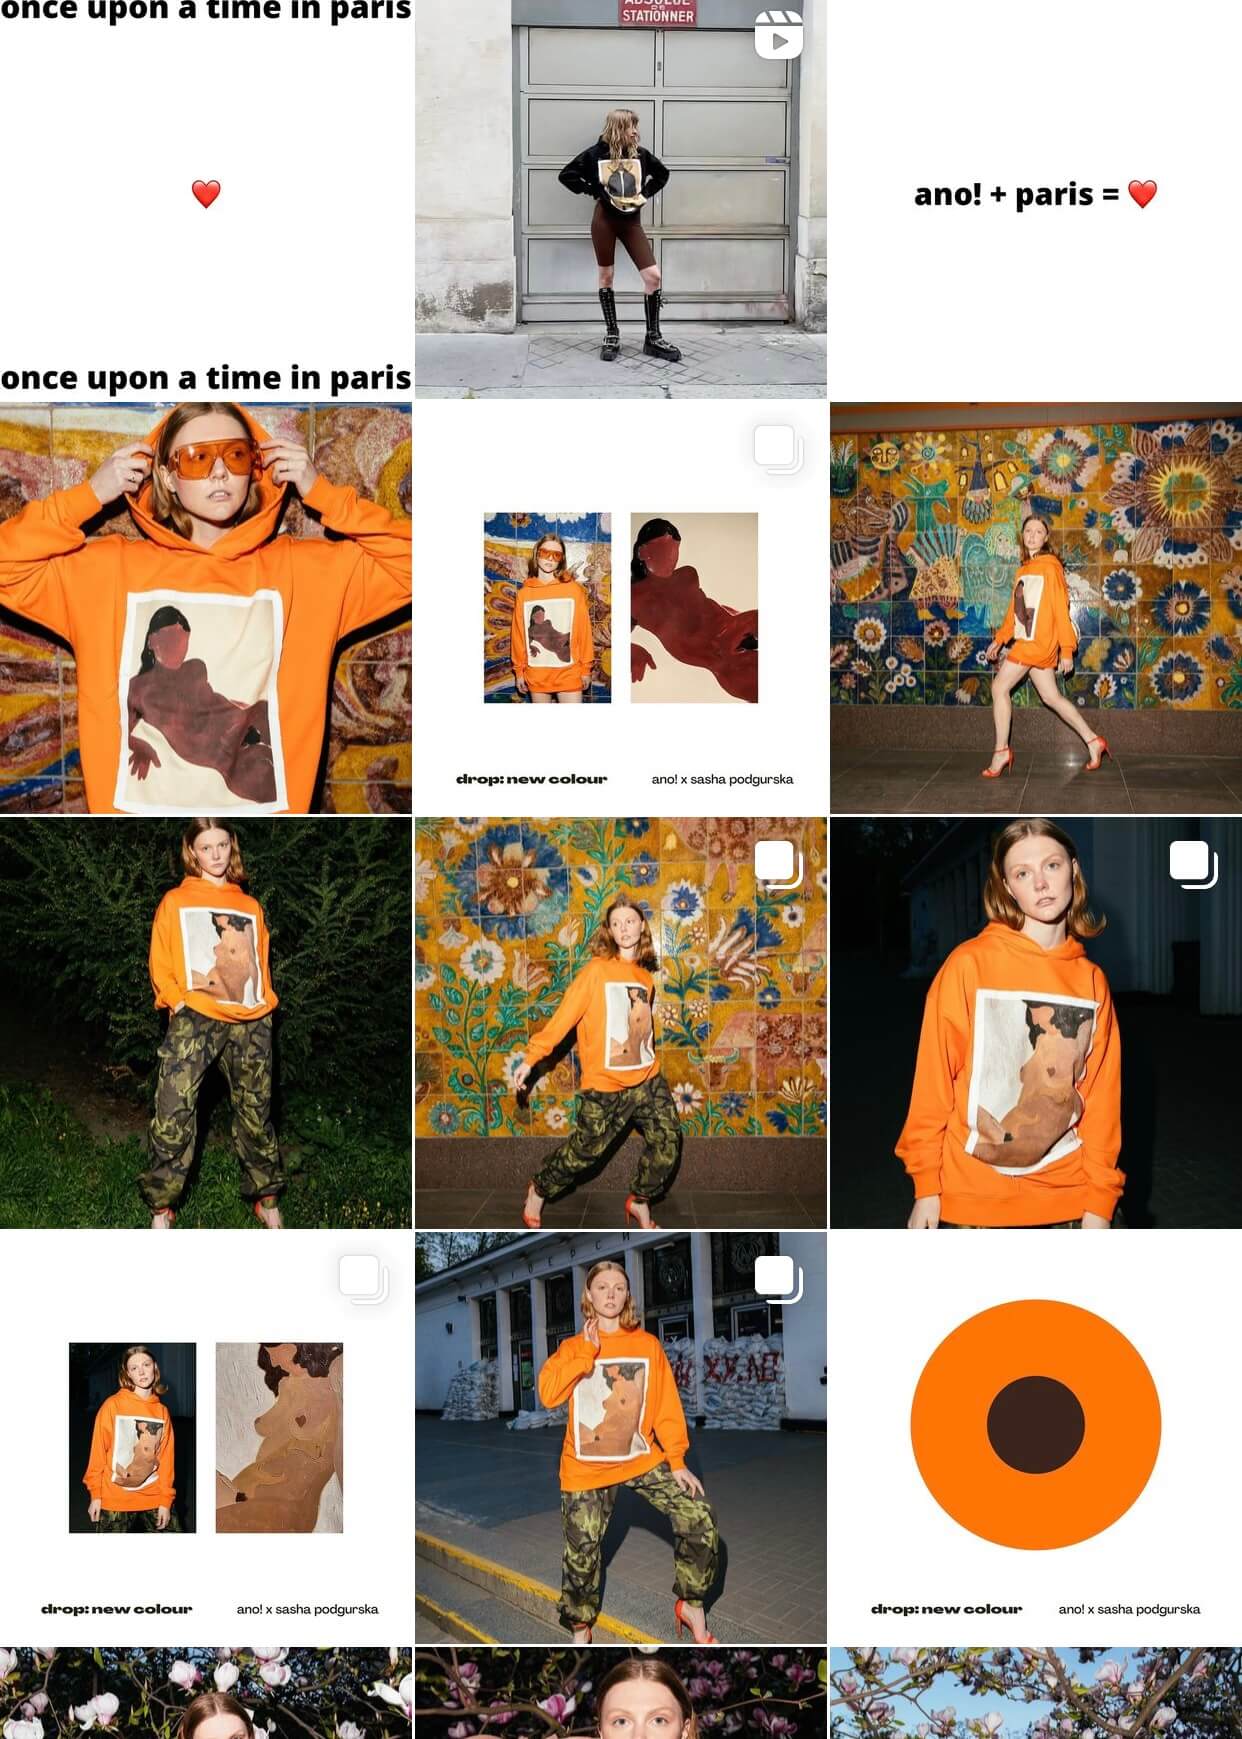 once upon a time in paris
ABSOLUE
DE
STATIONNER
ano! + paris = ❤️
once upon a time in paris
drop: new colour
ano! x sasha podgurska
drop: new colour
ano! x sasha podgurska
drop: new colour
ano! x sasha podgurska